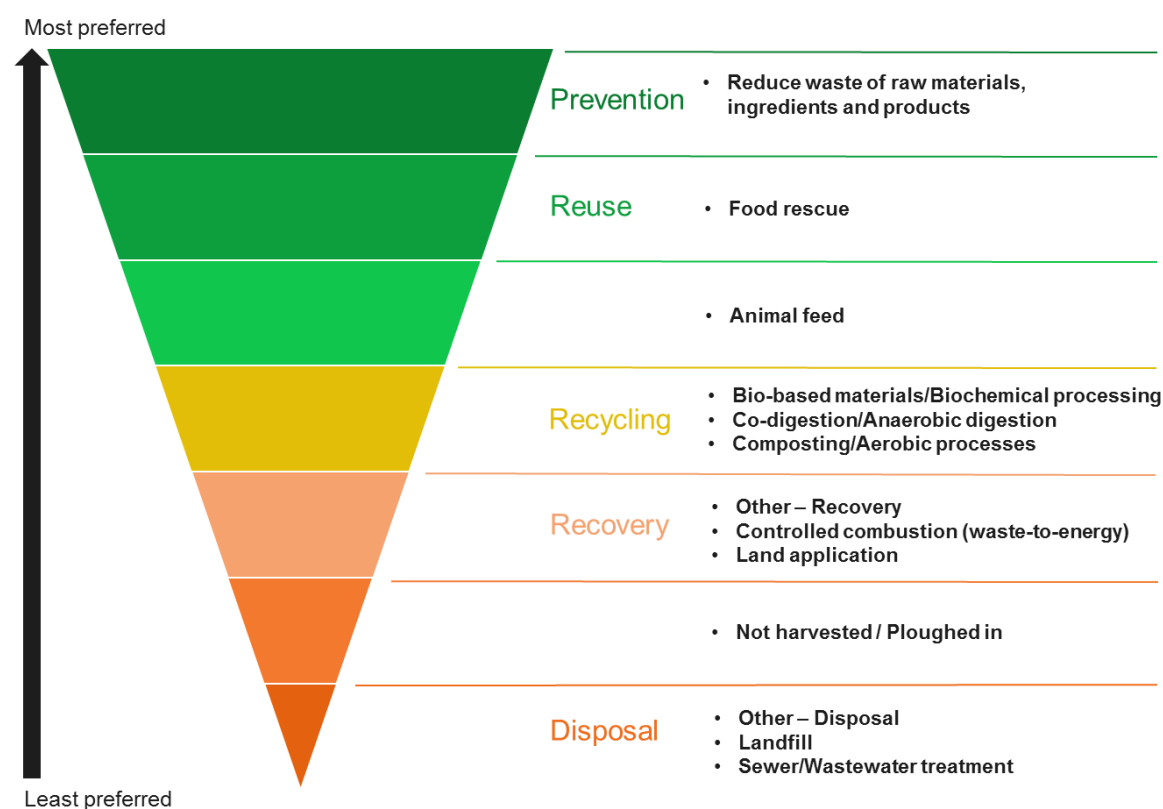 Most preferred
Prevention
• Reduce waste of raw materials,
ingredients and products
Reuse
• Food rescue
• Animal feed
Recycling
• Bio-based materials/Biochemical processing
• Co-digestion/Anaerobic digestion
• Composting/Aerobic processes
Recovery
• Other – Recovery
• Controlled combustion (waste-to-energy)
• Land application
• Not harvested / Ploughed in
Disposal
• Other – Disposal
• Landfill
• Sewer/Wastewater treatment
Least preferred